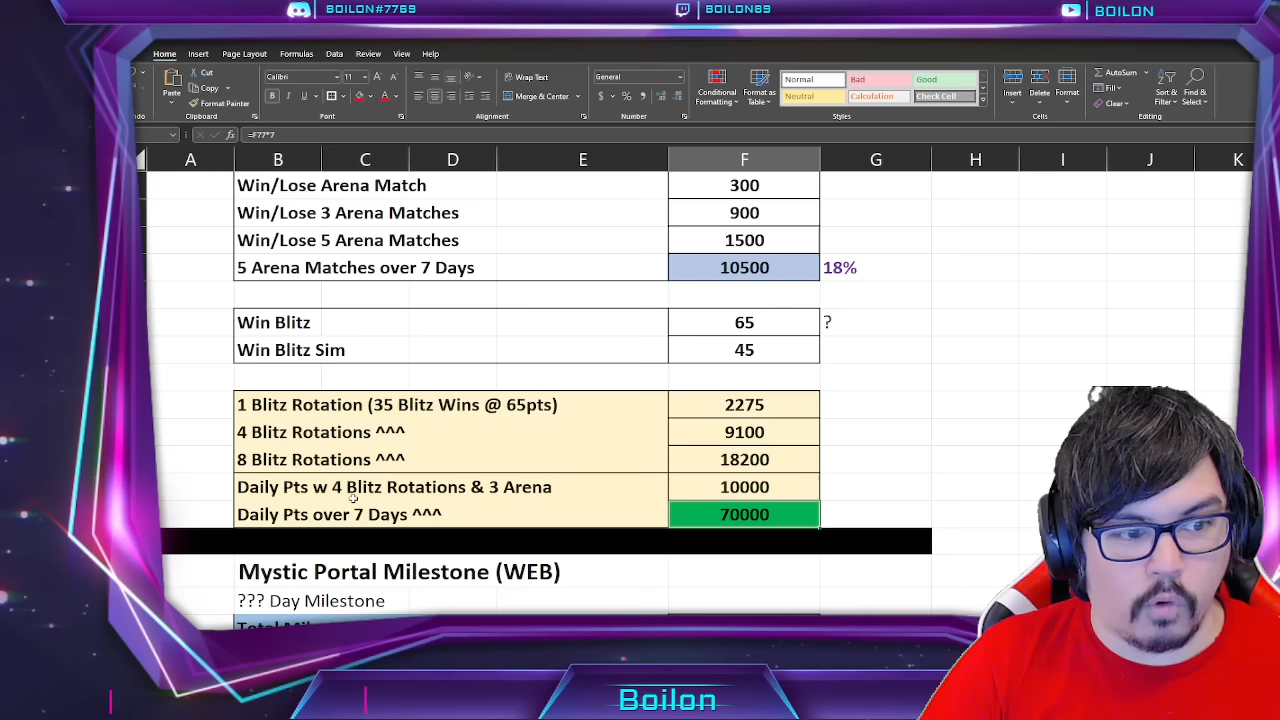 BOILON#7769
BOILON89
BOILON
Home Insert Page Layout Formulas Data Review View Help
Paste
Cut
Copy
Format Painter
Calibri 11
B I U
Wrap Text
Merge & Center
General
$ %
Conditional Formatting
Format as Table
Normal Bad Good
Neutral Calculation Check Cell
Insert Delete Format
AutoSum
Fill
Clear
Sort & Filter
Find & Select
Clipboard Font Alignment Number Styles Cells Editing
fx =F77*7
A B C D E F G H I J K
Win/Lose Arena Match 300
Win/Lose 3 Arena Matches 900
Win/Lose 5 Arena Matches 1500
5 Arena Matches over 7 Days 10500 18%
Win Blitz 65 ?
Win Blitz Sim 45
1 Blitz Rotation (35 Blitz Wins @ 65pts) 2275
4 Blitz Rotations ^^^ 9100
8 Blitz Rotations ^^^ 18200
Daily Pts w 4 Blitz Rotations & 3 Arena 10000
Daily Pts over 7 Days ^^^ 70000
Mystic Portal Milestone (WEB)
??? Day Milestone
Boilon